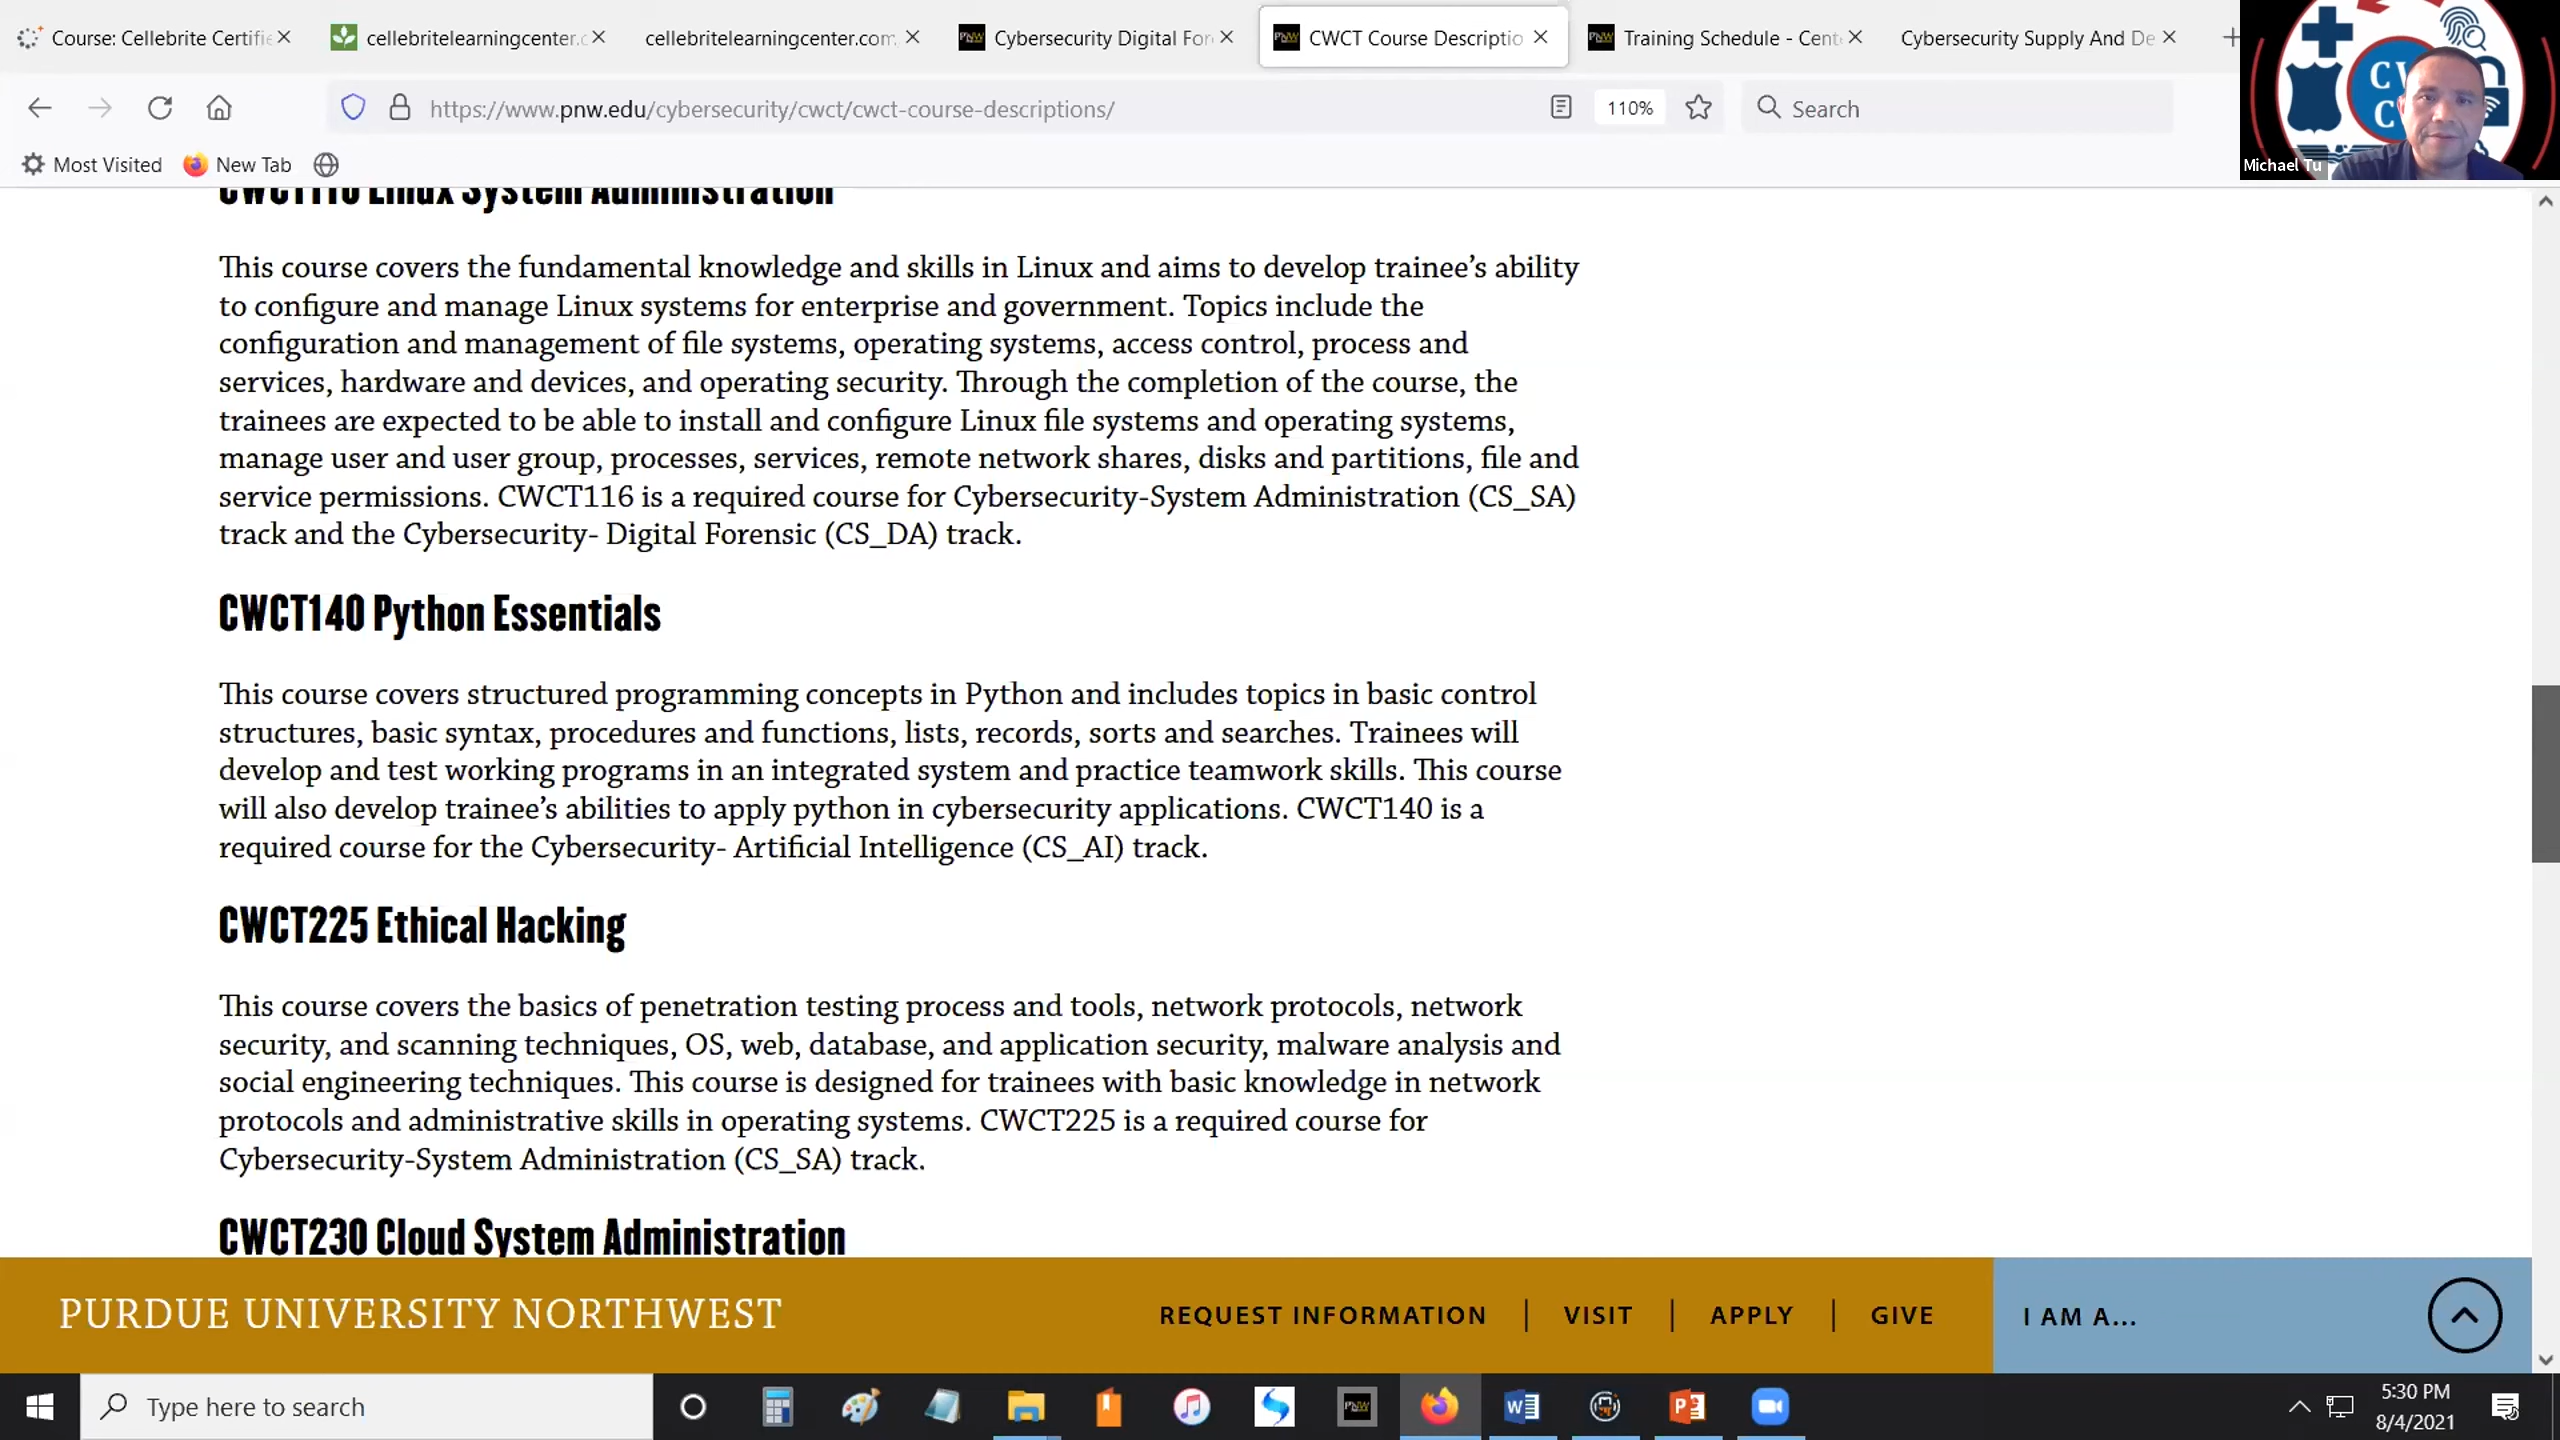 Course: Cellebrite Certifie
cellebritelearningcenter.c
cellebritelearningcenter.com
Cybersecurity Digital For
CWCT Course Descriptio
Training Schedule - Cent
Cybersecurity Supply And De
https://www.pnw.edu/cybersecurity/cwct/cwct-course-descriptions/
110%
Search
Most Visited
New Tab
Michael Tu
CWCT116 Linux System Administration
This course covers the fundamental knowledge and skills in Linux and aims to develop trainee’s ability
to configure and manage Linux systems for enterprise and government. Topics include the
configuration and management of file systems, operating systems, access control, process and
services, hardware and devices, and operating security. Through the completion of the course, the
trainees are expected to be able to install and configure Linux file systems and operating systems,
manage user and user group, processes, services, remote network shares, disks and partitions, file and
service permissions. CWCT116 is a required course for Cybersecurity-System Administration (CS_SA)
track and the Cybersecurity- Digital Forensic (CS_DA) track.
CWCT140 Python Essentials
This course covers structured programming concepts in Python and includes topics in basic control
structures, basic syntax, procedures and functions, lists, records, sorts and searches. Trainees will
develop and test working programs in an integrated system and practice teamwork skills. This course
will also develop trainee’s abilities to apply python in cybersecurity applications. CWCT140 is a
required course for the Cybersecurity- Artificial Intelligence (CS_AI) track.
CWCT225 Ethical Hacking
This course covers the basics of penetration testing process and tools, network protocols, network
security, and scanning techniques, OS, web, database, and application security, malware analysis and
social engineering techniques. This course is designed for trainees with basic knowledge in network
protocols and administrative skills in operating systems. CWCT225 is a required course for
Cybersecurity-System Administration (CS_SA) track.
CWCT230 Cloud System Administration
PURDUE UNIVERSITY NORTHWEST
REQUEST INFORMATION | VISIT | APPLY | GIVE
I AM A...
Type here to search
5:30 PM
8/4/2021